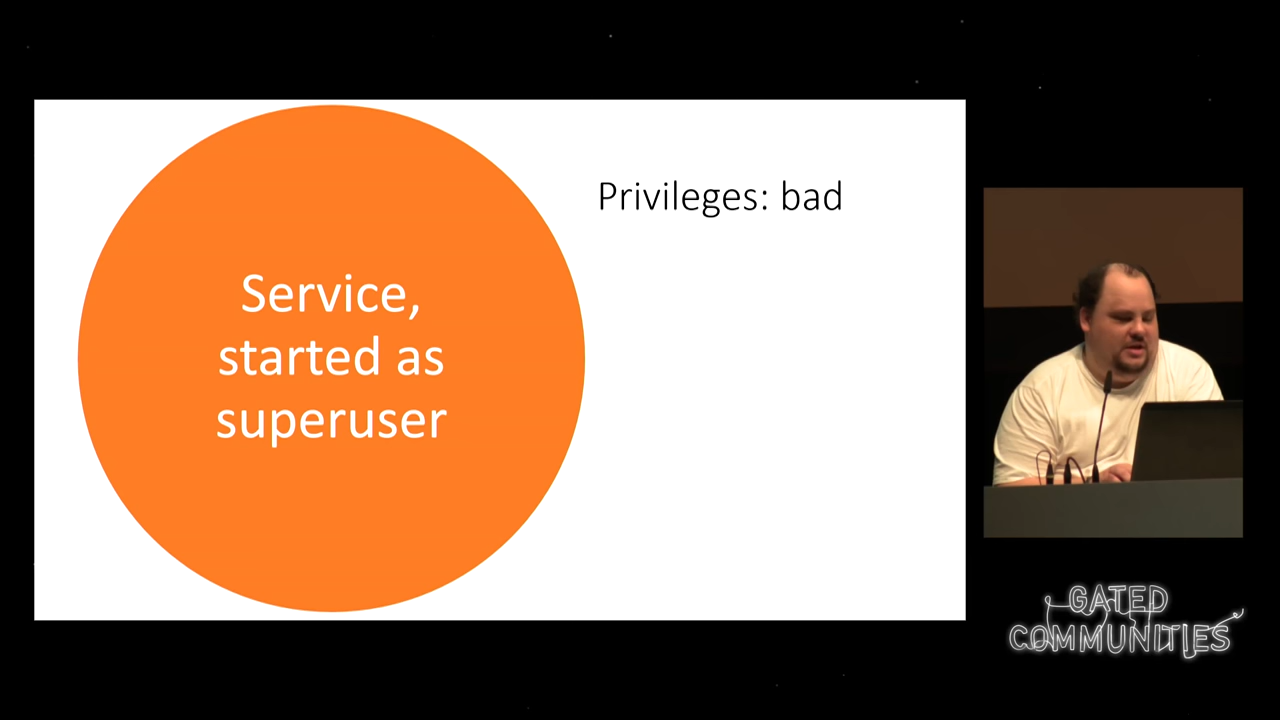 Privileges: bad
Service,
started as
superuser
GATED
COMMUNITIES